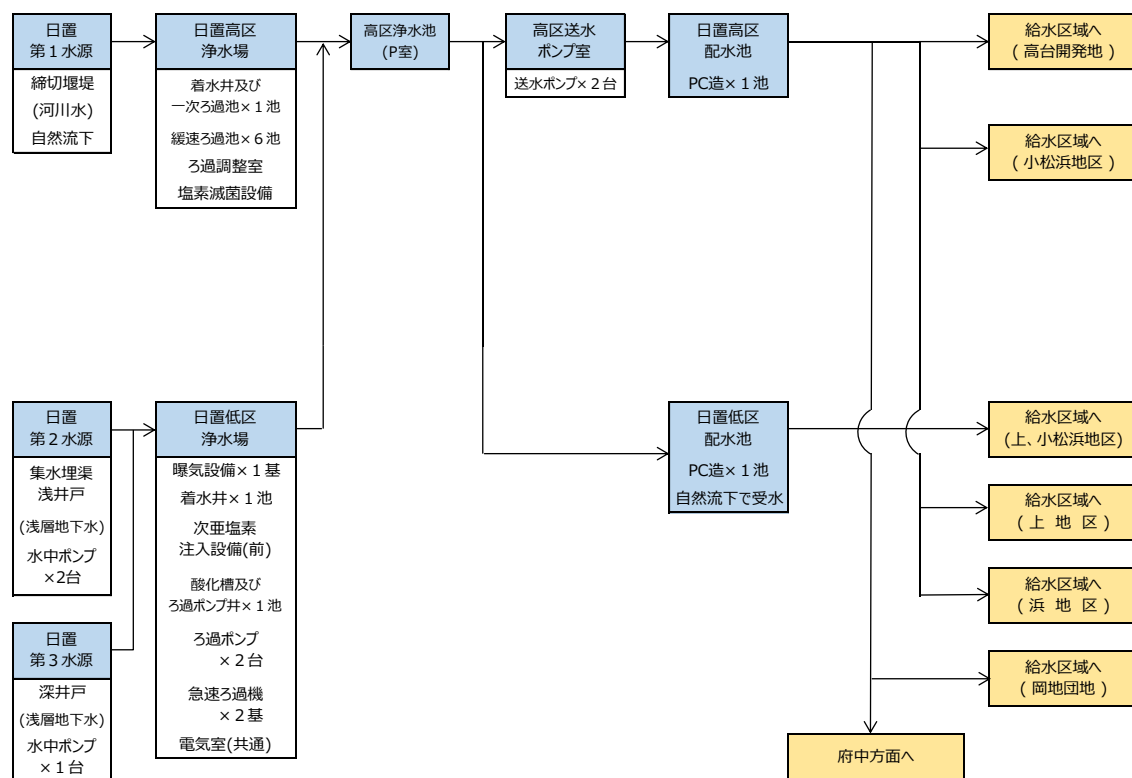 日置
第１水源
締切堰堤
(河川水)
自然流下
日置高区
浄水場
着水井及び
一次ろ過池×１池
緩速ろ過池×６池
ろ過調整室
塩素滅菌設備
高区浄水池
(P室)
高区送水
ポンプ室
送水ポンプ×２台
日置高区
配水池
PC造×１池
給水区域へ
( 高台開発地 )
給水区域へ
( 小松浜地区 )
日置
第２水源
集水埋渠
浅井戸
(浅層地下水)
水中ポンプ
×2台
日置
第３水源
深井戸
(浅層地下水)
水中ポンプ
×１台
日置低区
浄水場
曝気設備×１基
着水井×１池
次亜塩素
注入設備(前)
酸化槽及び
ろ過ポンプ井×１池
ろ過ポンプ
×２台
急速ろ過機
×２基
電気室(共通)
日置低区
配水池
PC造×１池
自然流下で受水
給水区域へ
(上、小松浜地区)
給水区域へ
( 上 地 区 )
給水区域へ
( 浜 地 区 )
給水区域へ
( 岡地団地 )
府中方面へ